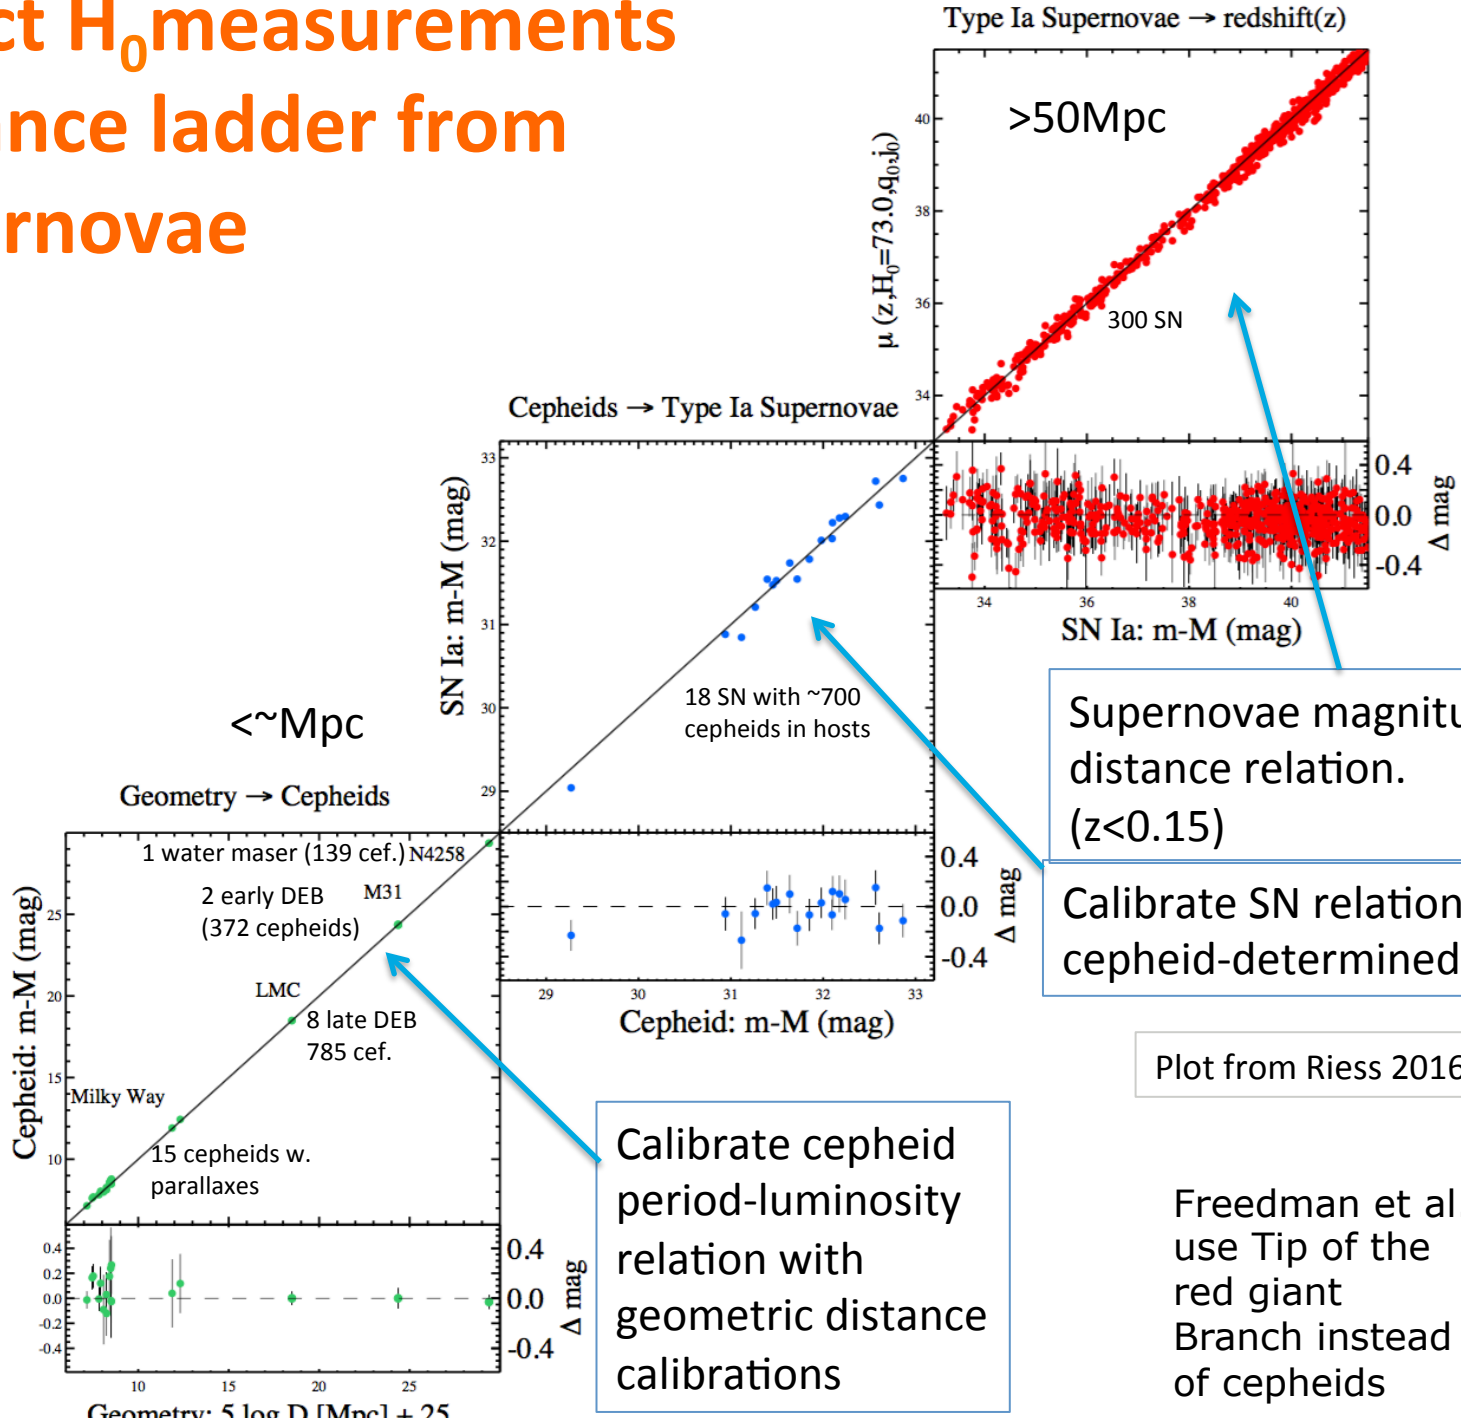 ct H0measurements
ance ladder from
rnovae
Type Ia Supernovae → redshift(z)
>50Mpc
μ (z,H0=73.0,q0,j0)
40
38
36
34
300 SN
0.4
0.0
-0.4
Δ mag
34 36 38 40
SN Ia: m-M (mag)
Cepheids → Type Ia Supernovae
SN Ia: m-M (mag)
33
32
31
30
29
18 SN with ~700
cepheids in hosts
0.4
0.0
-0.4
Δ mag
29 30 31 32 33
Cepheid: m-M (mag)
<~Mpc
Geometry → Cepheids
Cepheid: m-M (mag)
25
20
15
10
1 water maser (139 cef.) N4258
2 early DEB
(372 cepheids)
M31
LMC
8 late DEB
785 cef.
Milky Way
15 cepheids w.
parallaxes
0.4
0.2
0.0
-0.2
-0.4
0.4
0.0
-0.4
Δ mag
10 15 20 25
Geometry: 5 log D [Mpc] + 25
Supernovae magnitu
distance relation.
(z<0.15)
Calibrate SN relation
cepheid-determined
Plot from Riess 2016
Calibrate cepheid
period-luminosity
relation with
geometric distance
calibrations
Freedman et al
use Tip of the
red giant
Branch instead
of cepheids